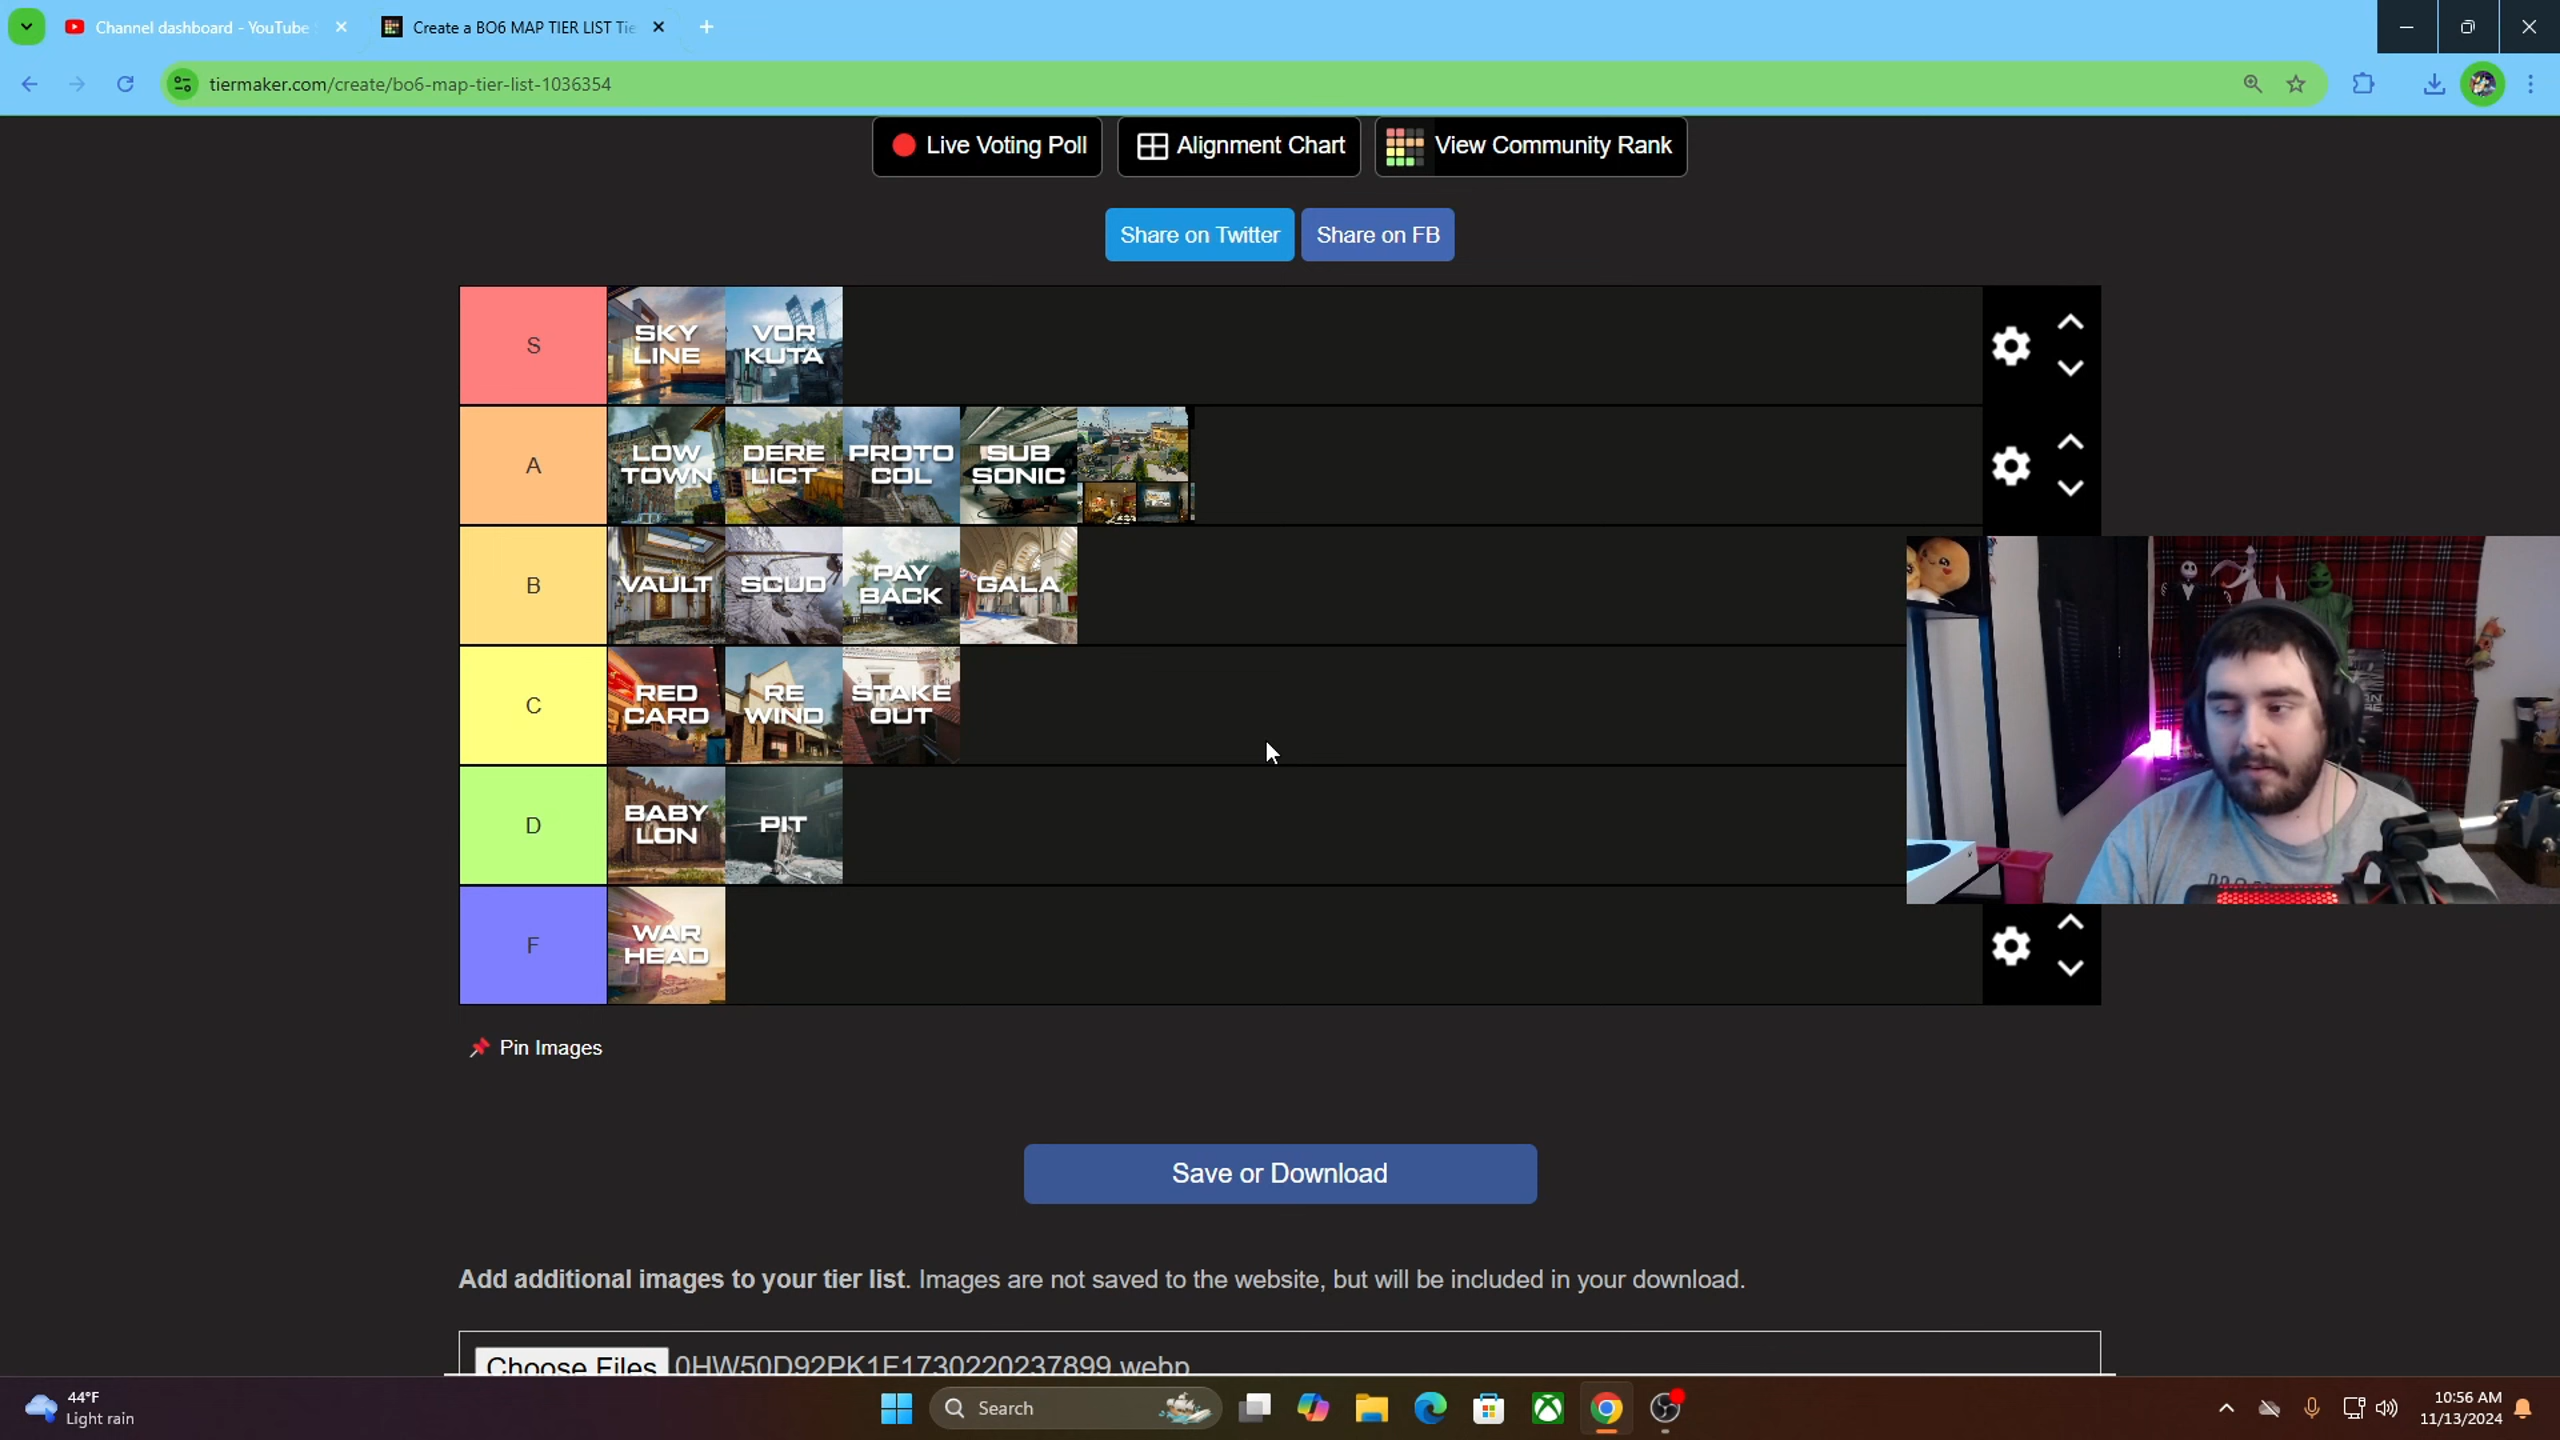 Channel dashboard - YouTube
Create a BO6 MAP TIER LIST Tie
tiermaker.com/create/bo6-map-tier-list-1036354
Live Voting Poll
Alignment Chart
View Community Rank
Share on Twitter
Share on FB
S
SKY
LINE
VOR
KUTA
A
LOW
TOWN
DERE
LICT
PROTO
COL
SUB
SONIC
B
VAULT
SCUD
PAY
BACK
GALA
C
RED
CARD
RE
WIND
STAKE
OUT
D
BABY
LON
PIT
F
WAR
HEAD
Pin Images
Save or Download
Add additional images to your tier list. Images are not saved to the website, but will be included in your download.
Choose Files 0HW50D92PK1F1730220237899.webp
44°F
Light rain
Search
10:56 AM
11/13/2024